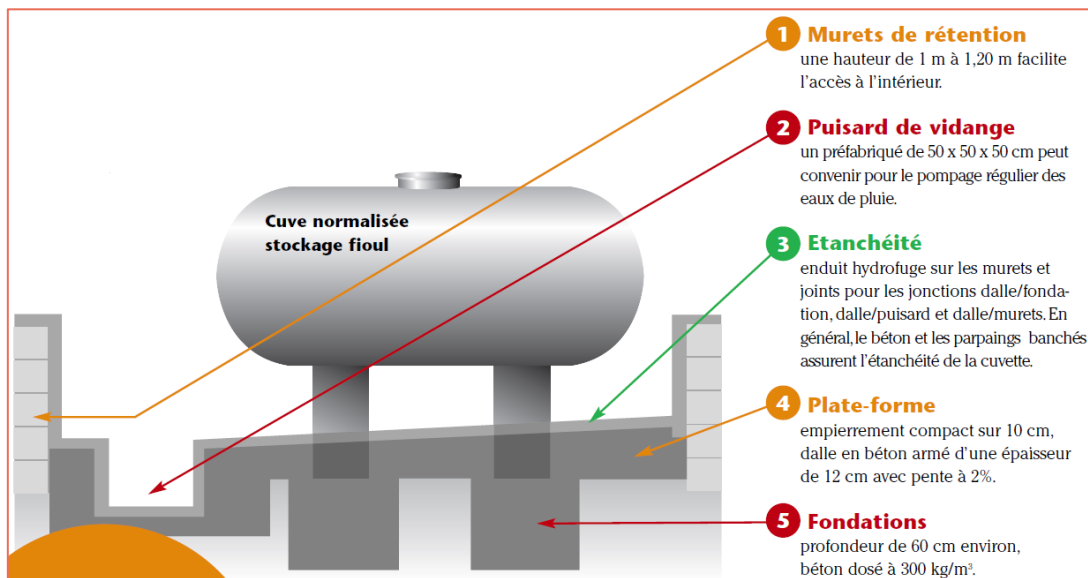 1 Murets de rétention
une hauteur de 1 m à 1,20 m facilite
l'accès à l'intérieur.
2 Puisard de vidange
un préfabriqué de 50 x 50 x 50 cm peut
convenir pour le pompage régulier des
eaux de pluie.
Cuve normalisée
stockage fioul
3 Etanchéité
enduit hydrofuge sur les murets et
joints pour les jonctions dalle/fonda-
tion, dalle/puisard et dalle/murets. En
général, le béton et les parpaings banchés
assurent l'étanchéité de la cuvette.
4 Plate-forme
empierrement compact sur 10 cm,
dalle en béton armé d'une épaisseur
de 12 cm avec pente à 2%.
5 Fondations
profondeur de 60 cm environ,
béton dosé à 300 kg/m³.